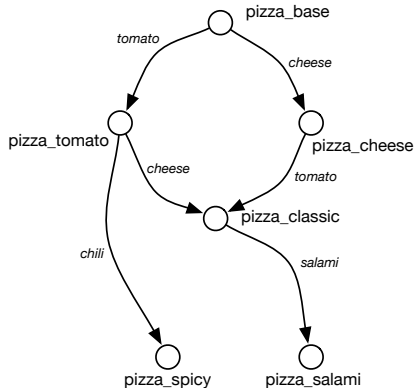 pizza_base
tomato
cheese
pizza_tomato
pizza_cheese
cheese
tomato
pizza_classic
chili
salami
pizza_spicy
pizza_salami